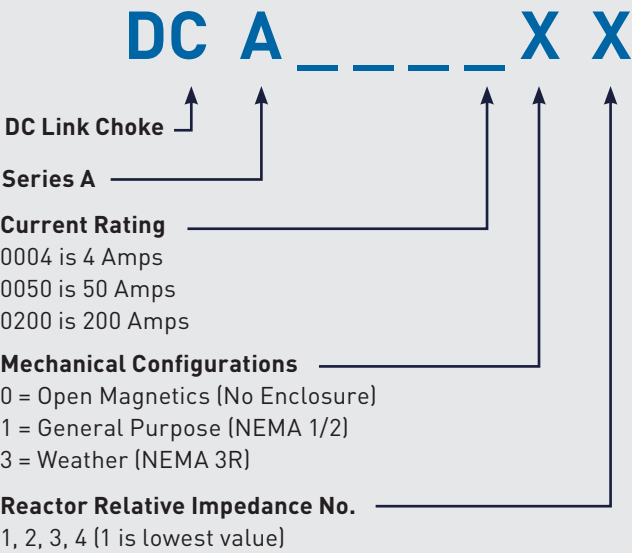 DC A _ _ _ _ X X
DC Link Choke
Series A
Current Rating
0004 is 4 Amps
0050 is 50 Amps
0200 is 200 Amps
Mechanical Configurations
0 = Open Magnetics (No Enclosure)
1 = General Purpose (NEMA 1/2)
3 = Weather (NEMA 3R)
Reactor Relative Impedance No.
1, 2, 3, 4 (1 is lowest value)